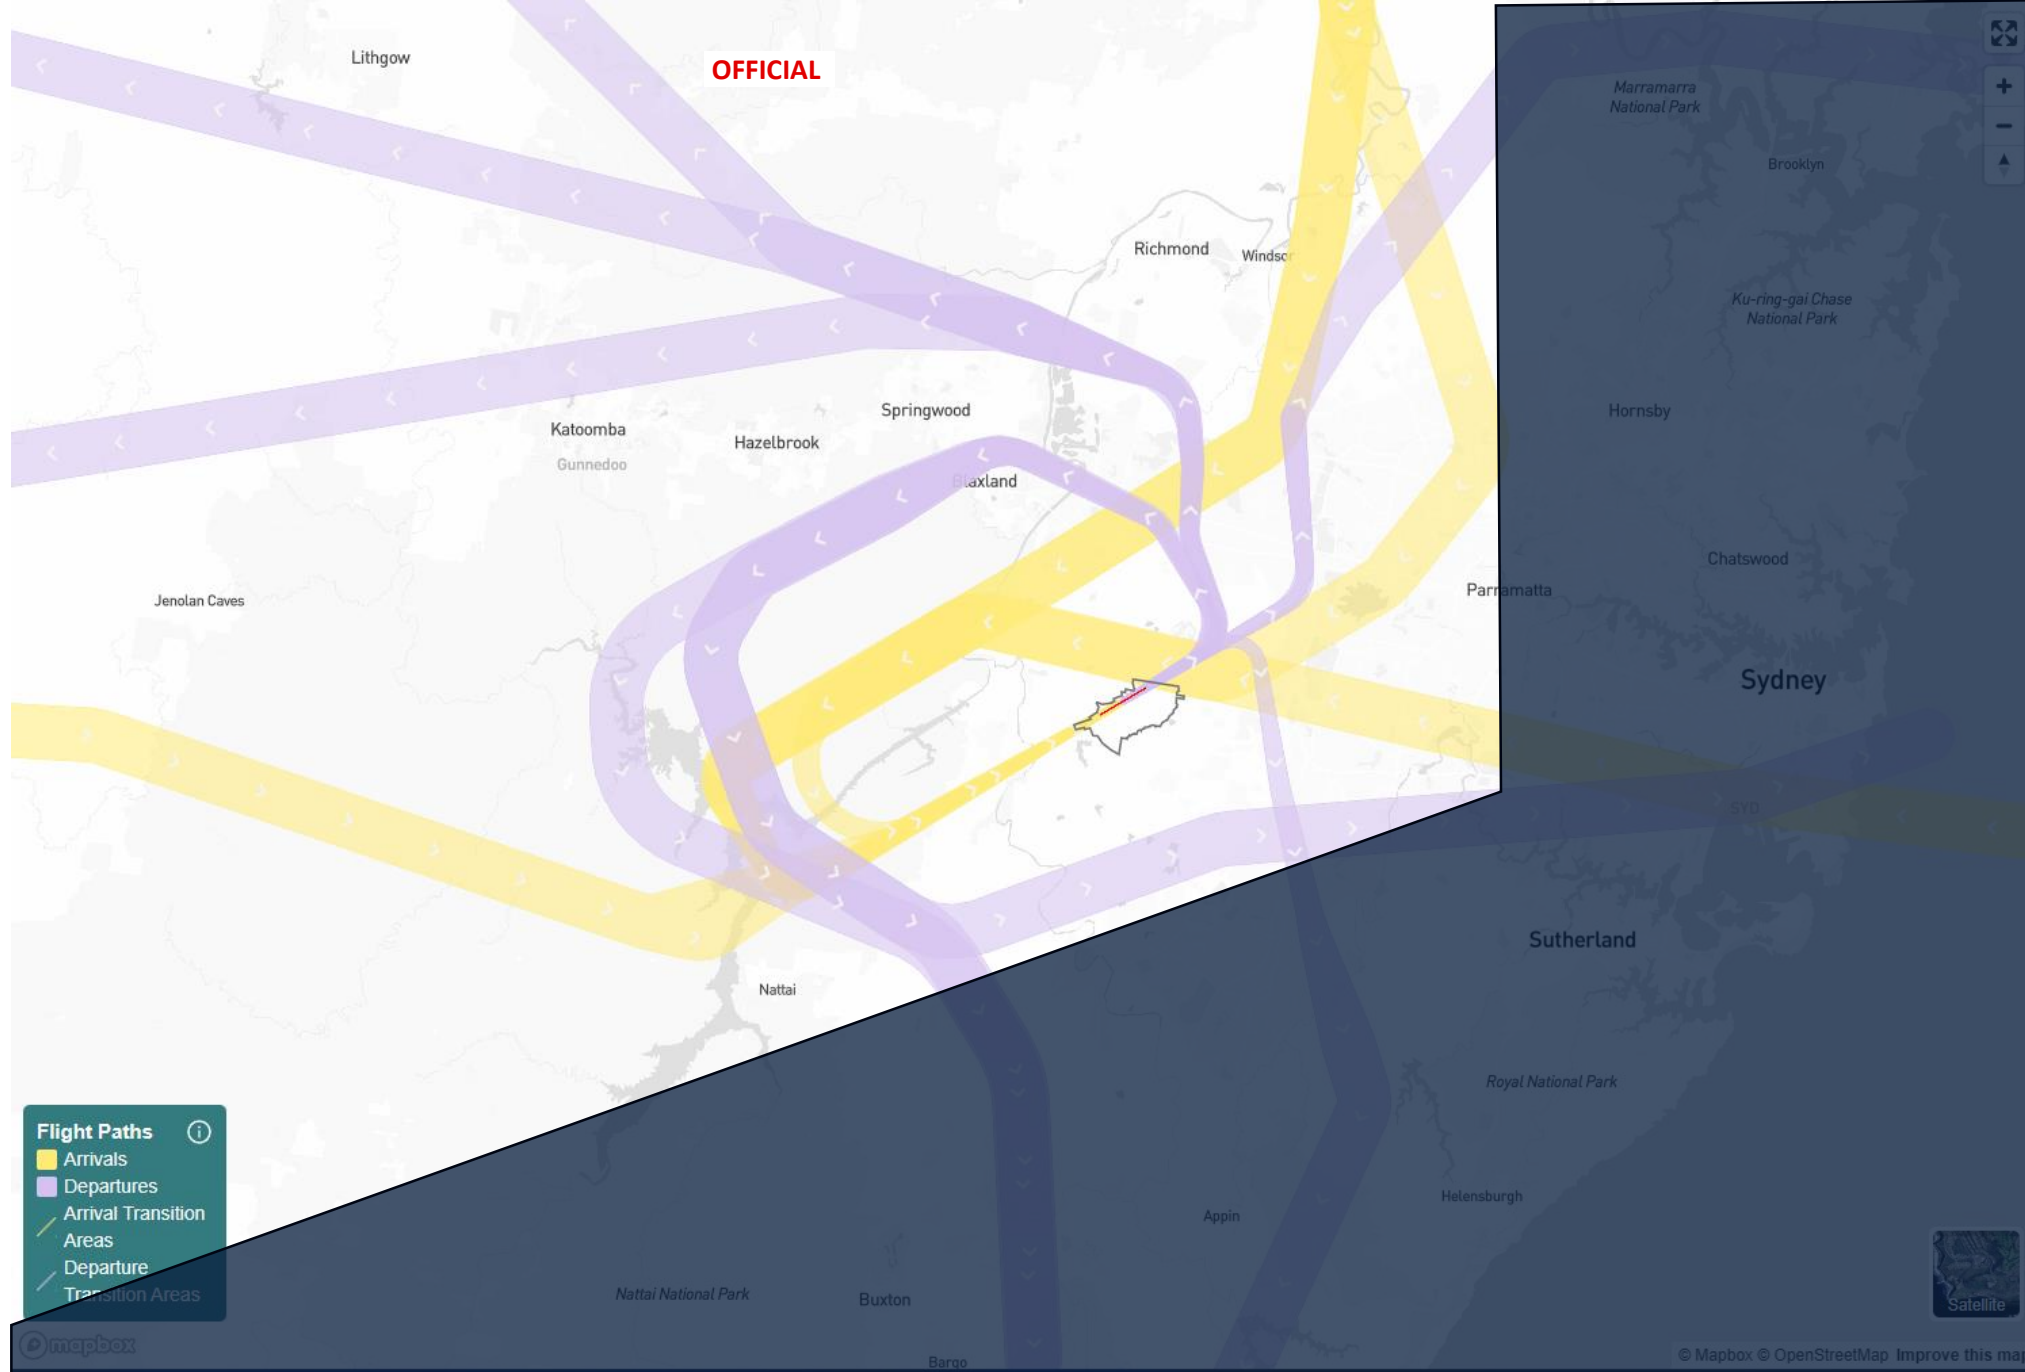 Lithgow
OFFICIAL
Marramarra
National Park
Brooklyn
Richmond
Windsor
Ku-ring-gai Chase
National Park
Springwood
Hornsby
Katoomba
Hazelbrook
Gunnedoo
Blaxland
Chatswood
Jenolan Caves
Parramatta
Sydney
SYD
Sutherland
Nattai
Royal National Park
Flight Paths
Arrivals
Departures
Arrival Transition
Areas
Departure
Transition Areas
Helensburgh
Appin
Nattai National Park
Buxton
Satellite
mapbox
Bargo
© Mapbox © OpenStreetMap Improve this map